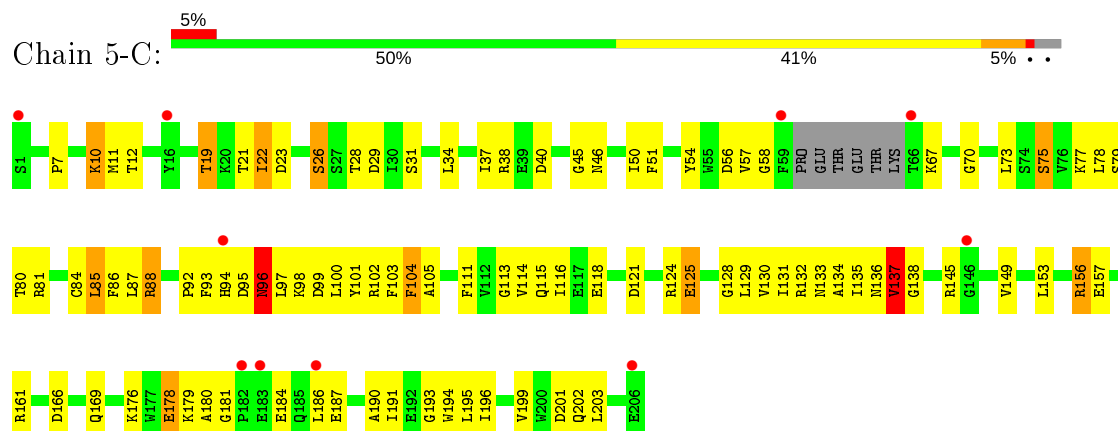 5%
Chain 5-C:
50% 41% 5% • •
S1 P7 K10 M11 T12 Y16 T19 K20 T21 I22 D23 S26 S27 T28 D29 I30 S31 L34 I37 R38 E39 D40 G45 N46 I50 F51 Y54 W55 D56 V57 G58 F59 PRO GLU THR GLU THR LYS T66 K67 G70 L73 S74 S75 V76 K77 L78 S79
T80 R81 C84 L85 F86 L87 R88 P92 F93 H94 D95 N96 L97 K98 D99 L100 Y101 R102 F103 F104 A105 F111 V112 G113 V114 Q115 I116 E117 E118 D121 R124 E125 G128 L129 V130 I131 R132 N133 A134 I135 N136 V137 G138 R145 G146 V149 L153 R156 E157
R161 D166 Q169 K176 W177 E178 K179 A180 G181 P182 E183 E184 Q185 L186 E187 A190 I191 E192 G193 W194 L195 I196 V199 W200 D201 Q202 L203 E206